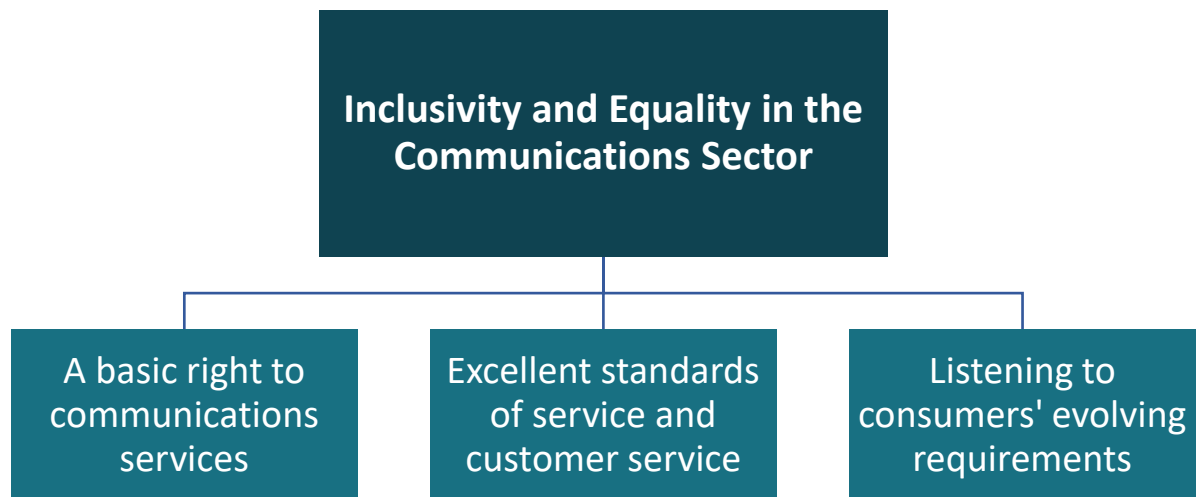 Inclusivity and Equality in the
Communications Sector
A basic right to
communications
services
Excellent standards
of service and
customer service
Listening to
consumers' evolving
requirements